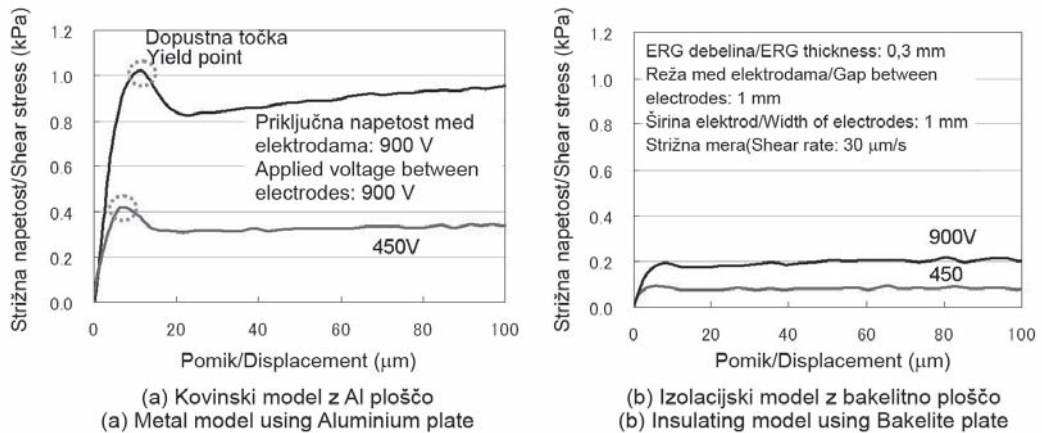 Strižna napetost/Shear stress (kPa)
1.2
1.0
0.8
0.6
0.4
0.2
0.0
Dopustna točka
Yield point
Priključna napetost med
elektrodama: 900 V
Applied voltage between
electrodes: 900 V
450V
0 20 40 60 80 100
Pomik/Displacement (μm)
(a) Kovinski model z Al ploščo
(a) Metal model using Aluminium plate
Strižna napetost/Shear stress (kPa)
1.2
1.0
0.8
0.6
0.4
0.2
0.0
ERG debelina/ERG thickness: 0,3 mm
Reža med elektrodama/Gap between
electrodes: 1 mm
Širina elektrod/Width of electrodes: 1 mm
Strižna mera(Shear rate: 30 μm/s
900V
450
0 20 40 60 80 100
Pomik/Displacement (μm)
(b) Izolacijski model z bakelitno ploščo
(b) Insulating model using Bakelite plate